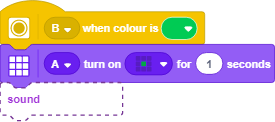 B when colour is
A turn on for 1 seconds
sound